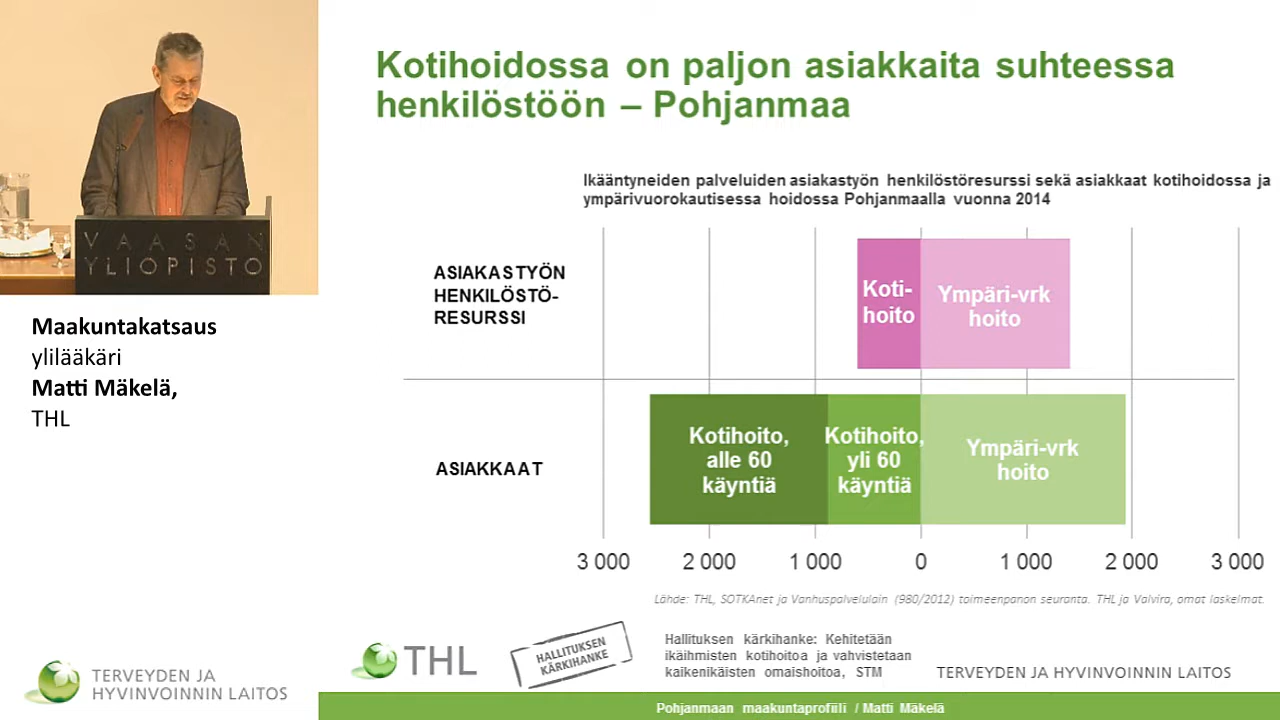 Kotihoidossa on paljon asiakkaita suhteessa
henkilöstöön – Pohjanmaa
VAASAN
YLIOPISTO
Maakuntakatsaus
ylilääkäri
Matti Mäkelä,
THL
Ikääntyneiden palveluiden asiakastyön henkilöstöresurssi sekä asiakkaat kotihoidossa ja
ympärivuorokautisessa hoidossa Pohjanmaalla vuonna 2014
ASIAKASTYÖN
HENKILÖSTÖ-
RESURSSI
Koti-
hoito
Ympäri-vrk
hoito
ASIAKKAAT
Kotihoito,
alle 60
käyntiä
Kotihoito,
yli 60
käyntiä
Ympäri-vrk
hoito
3 000 2 000 1 000 0 1 000 2 000 3 000
Lähde: THL, SOTKAnet ja Vanhuspalvelulain (980/2012) toimeenpanon seuranta. THL ja Valvira, omat laskelmat.
TERVEYDEN JA
HYVINVOINNIN LAITOS
THL
HALLITUKSEN
KÄRKIHANKE
Hallituksen kärkihanke: Kehitetään
ikäihmisten kotihoitoa ja vahvistetaan
kaikenikäisten omaishoitoa, STM
TERVEYDEN JA HYVINVOINNIN LAITOS
Pohjanmaan maakuntaprofiili / Matti Mäkelä